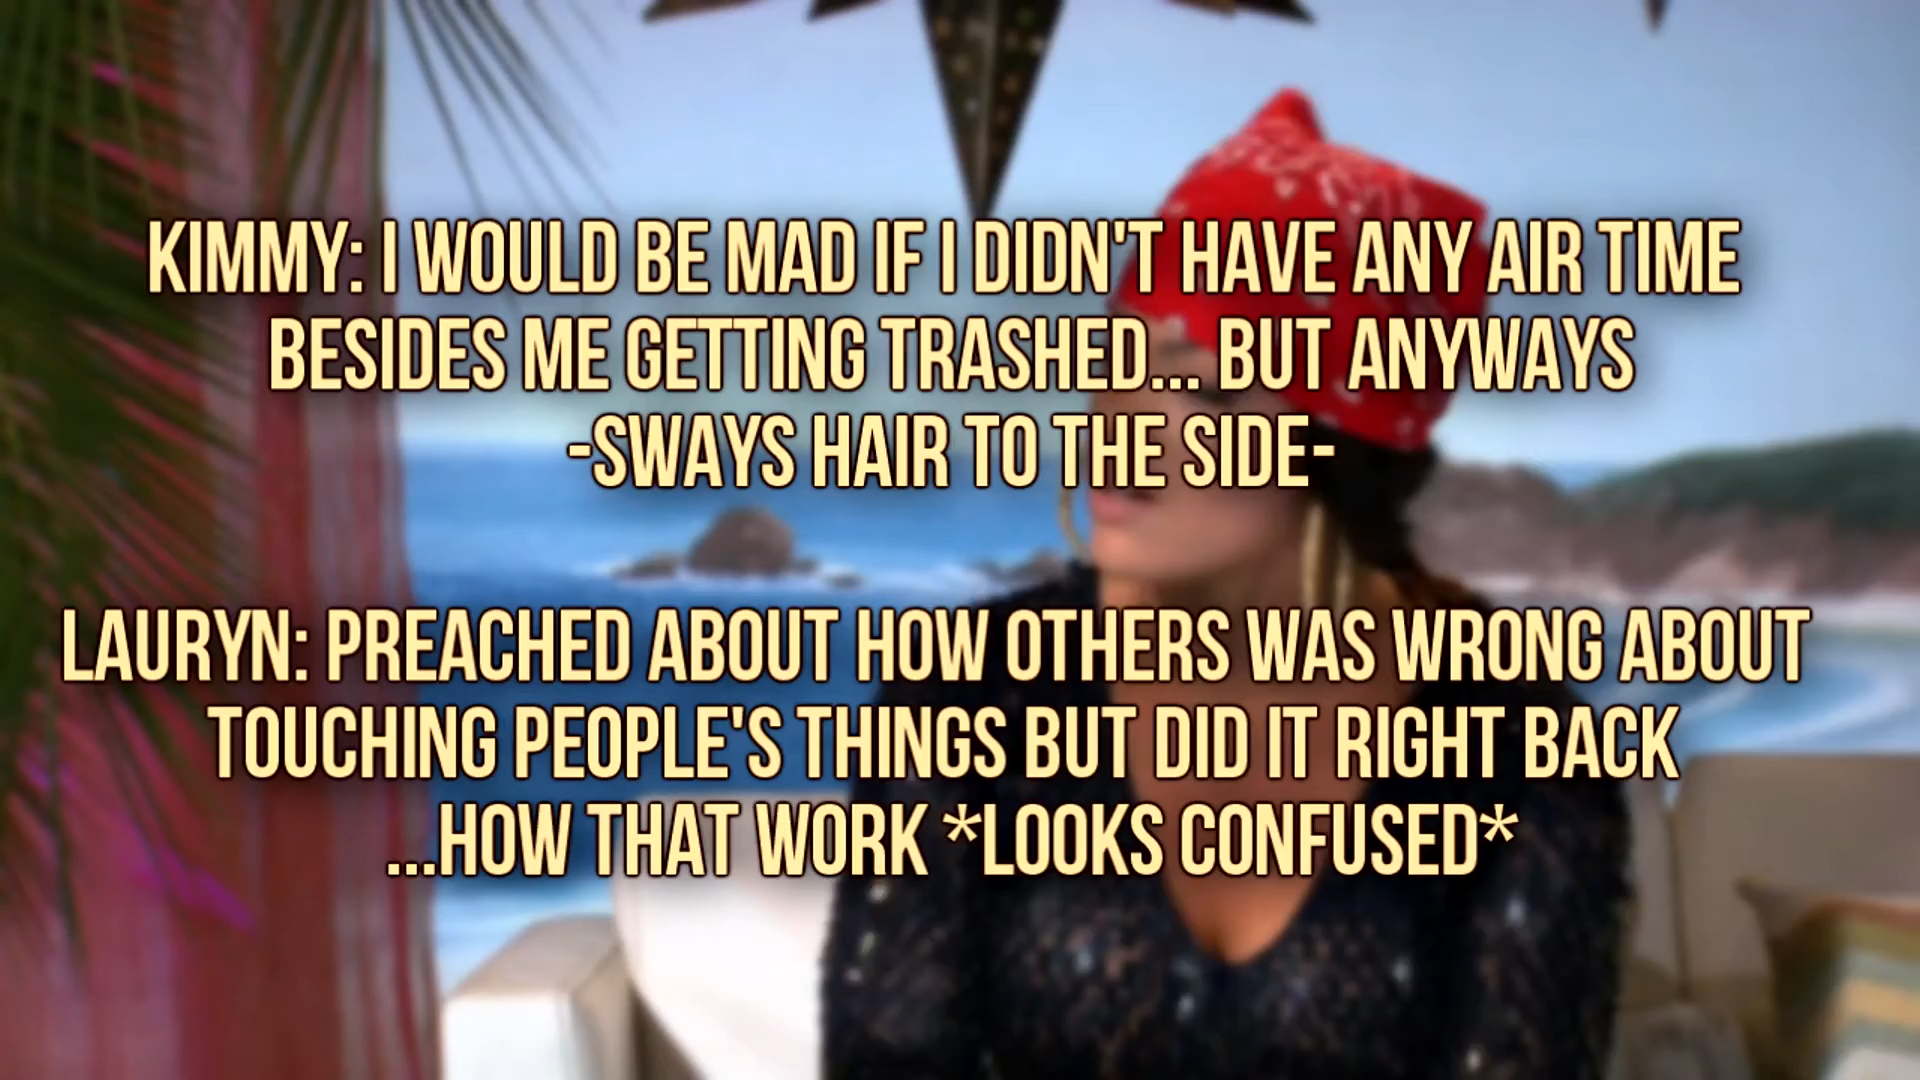 KIMMY: I WOULD BE MAD IF I DIDN'T HAVE ANY AIR TIME
BESIDES ME GETTING TRASHED... BUT ANYWAYS
-SWAYS HAIR TO THE SIDE-
LAURYN: PREACHED ABOUT HOW OTHERS WAS WRONG ABOUT
TOUCHING PEOPLE'S THINGS BUT DID IT RIGHT BACK
...HOW THAT WORK *LOOKS CONFUSED*